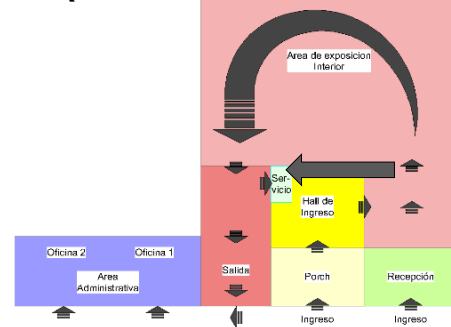 Area de exposicion
Interior
Ser-
vicio
Hall de
Ingreso
Oficina 2
Oficina 1
Area
Administrativa
Salida
Porch
Recepción
Ingreso
Ingreso